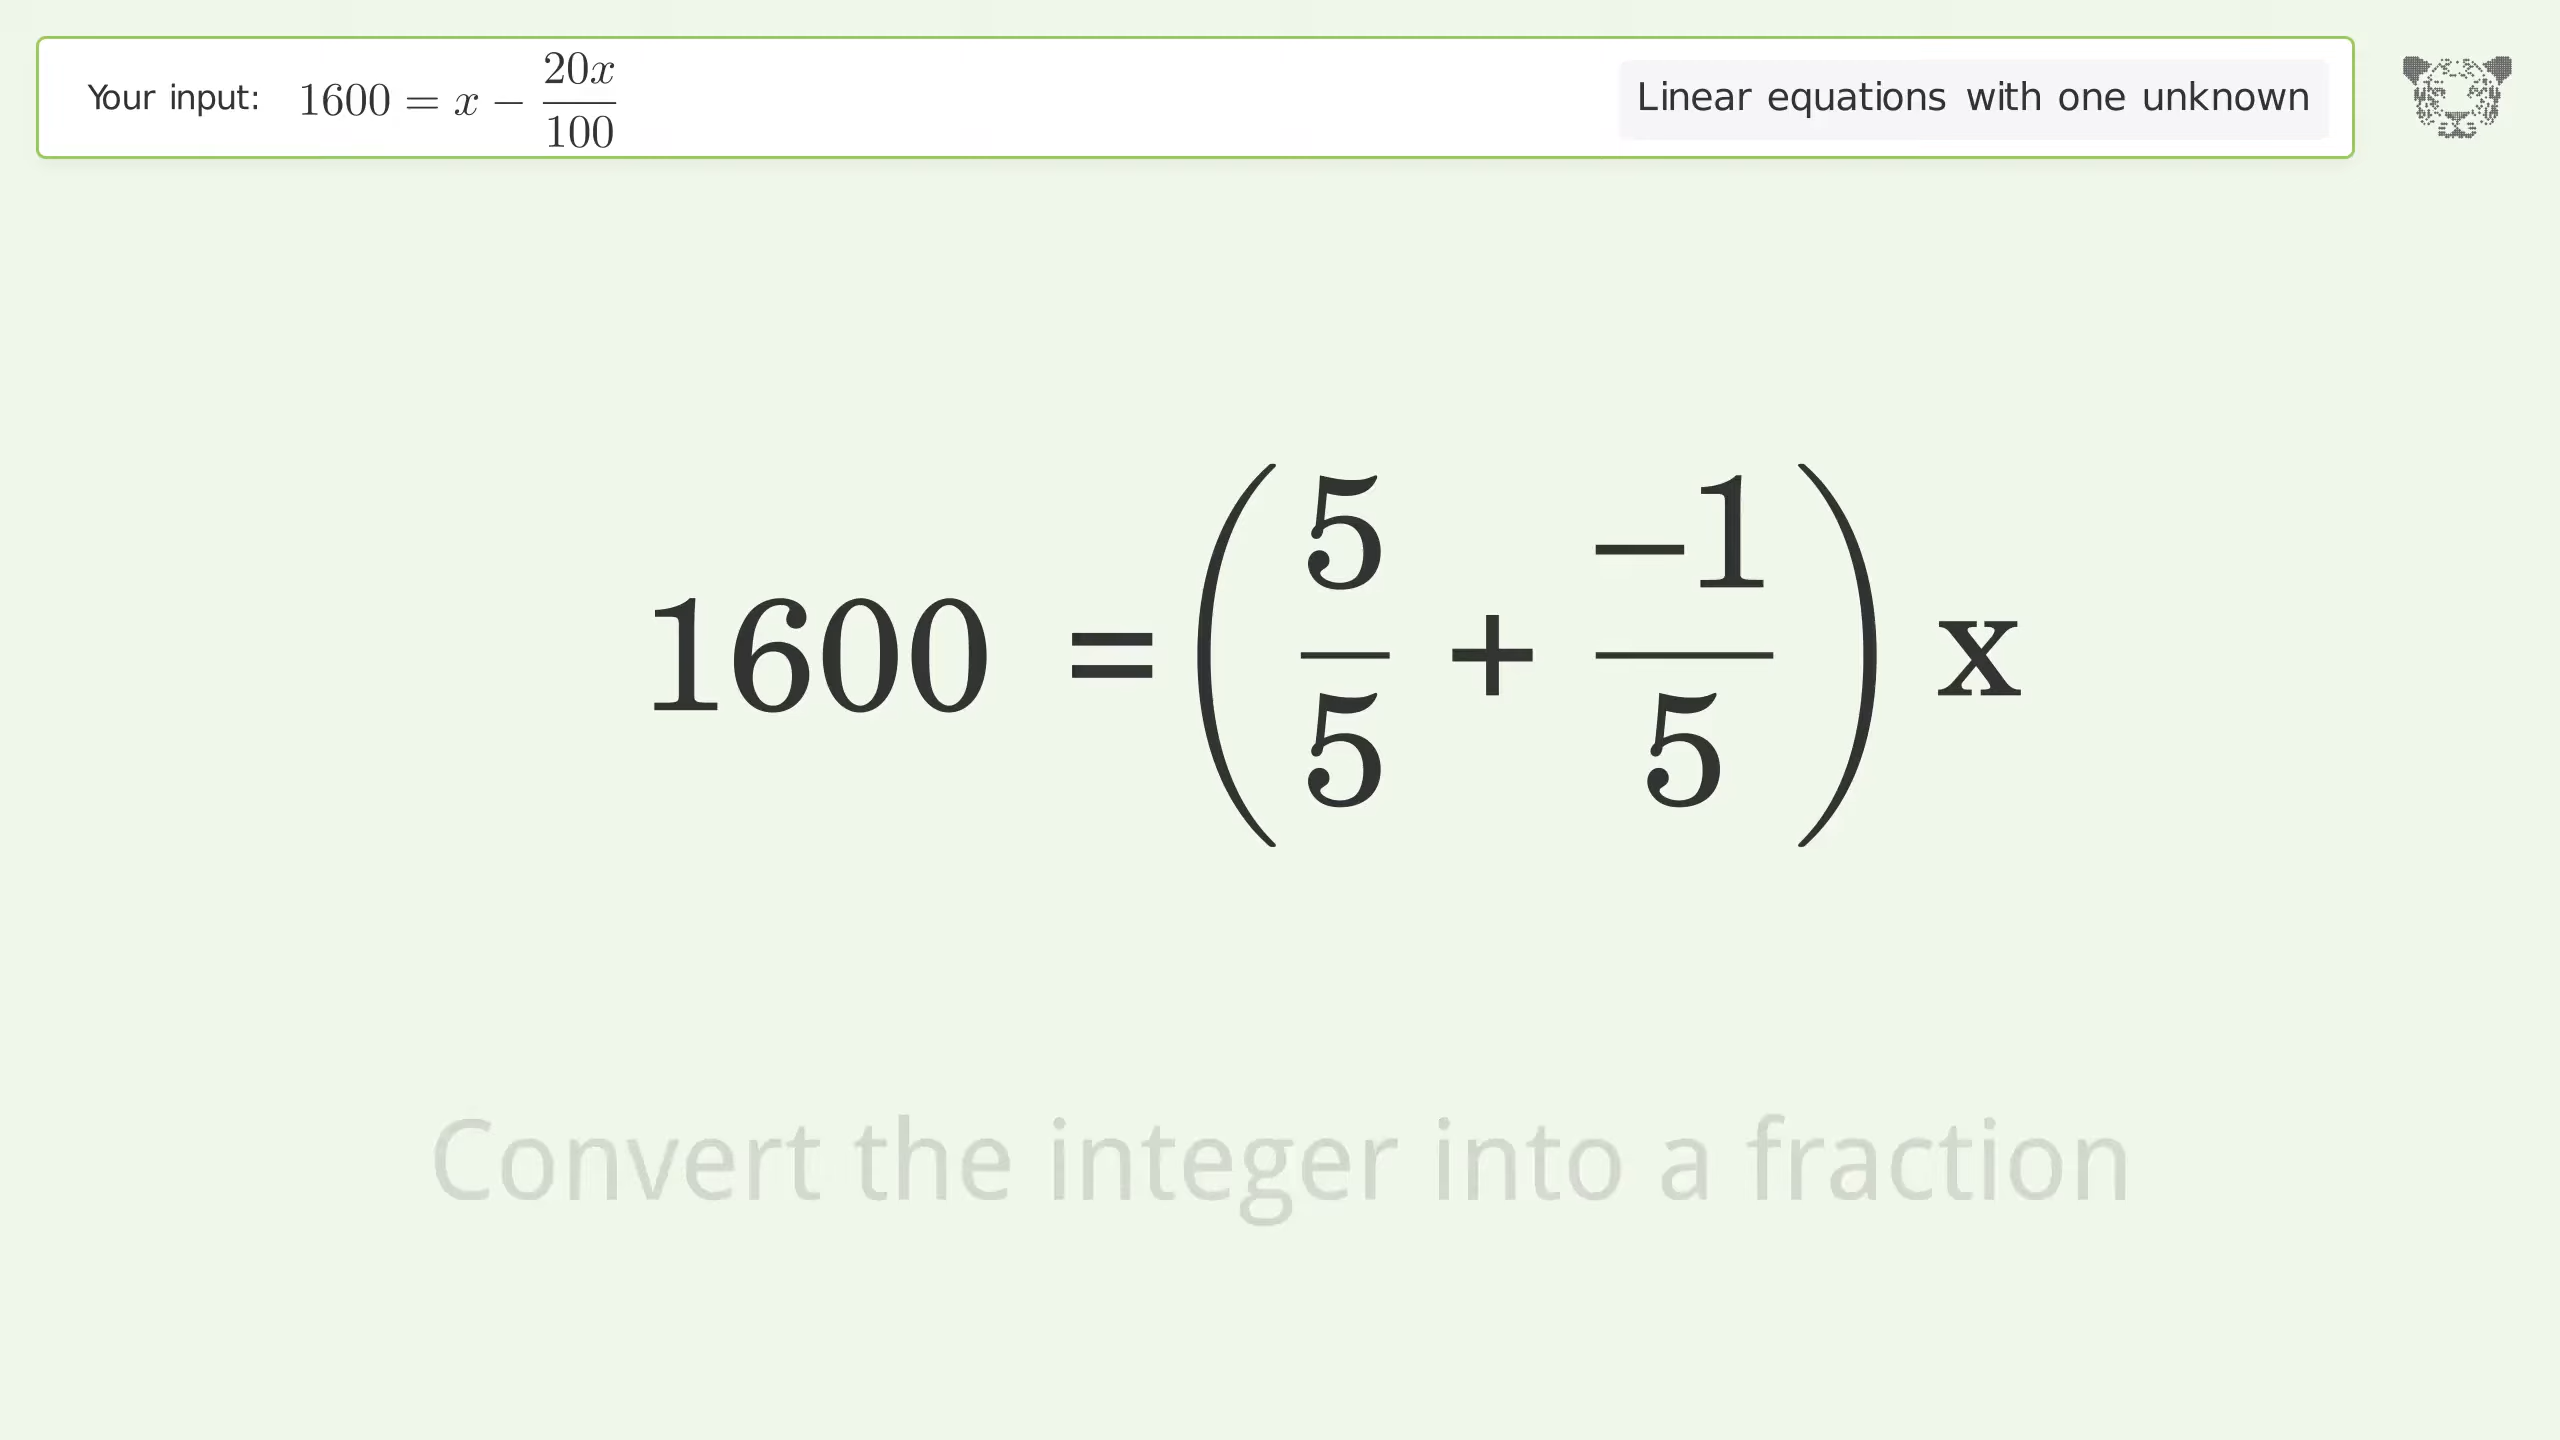 Your input: 1600 = x − 20x/100
Linear equations with one unknown
1600 = (5/5 + −1/5) x
Convert the integer into a fraction